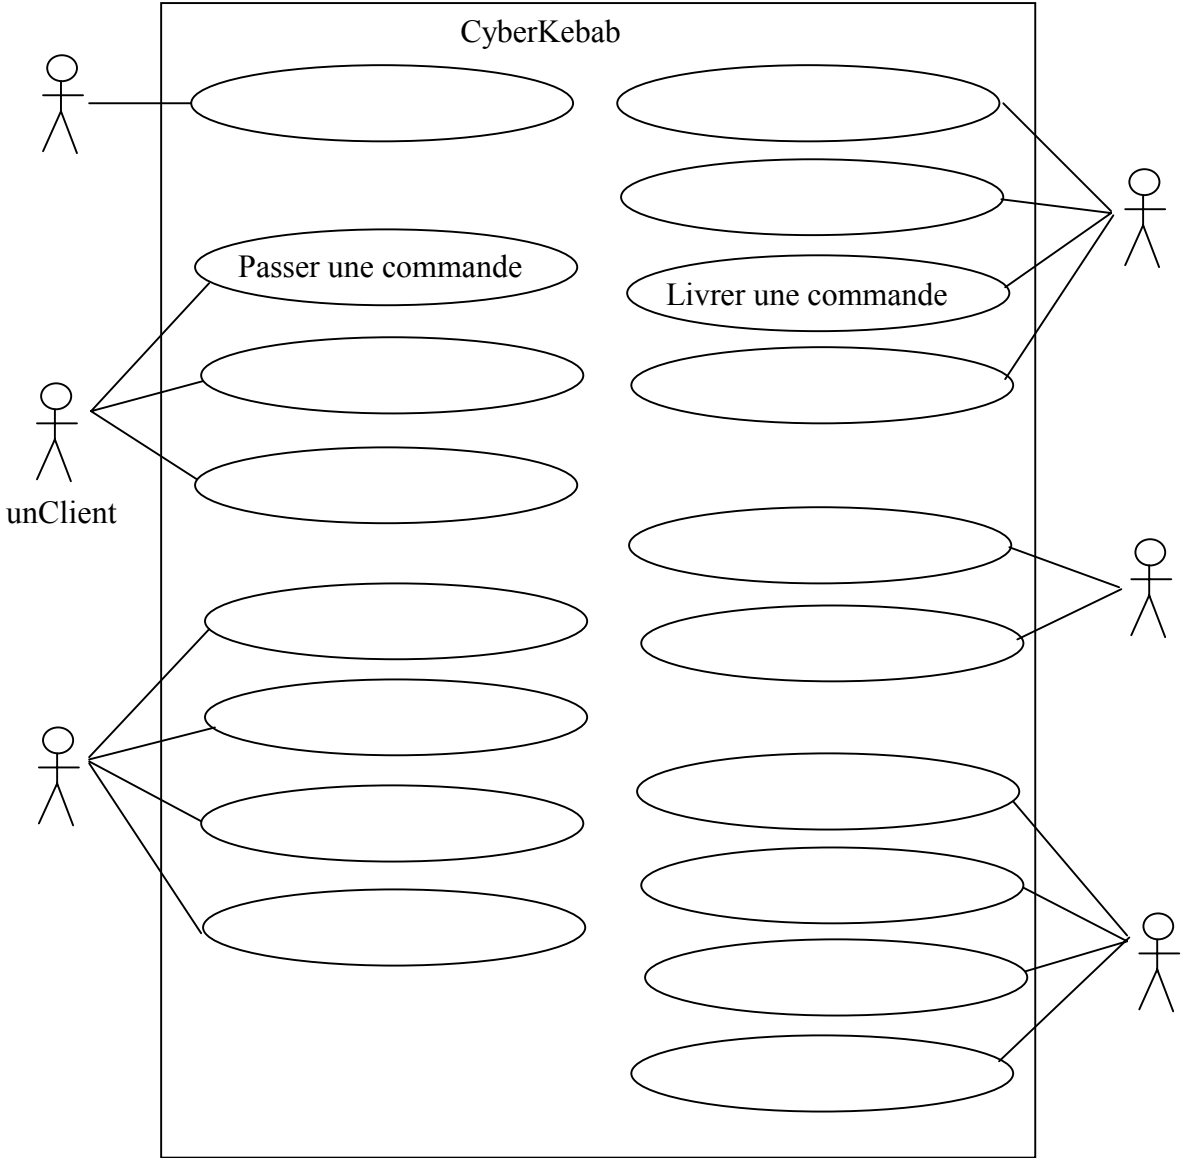 CyberKebab
Passer une commande
Livrer une commande
unClient